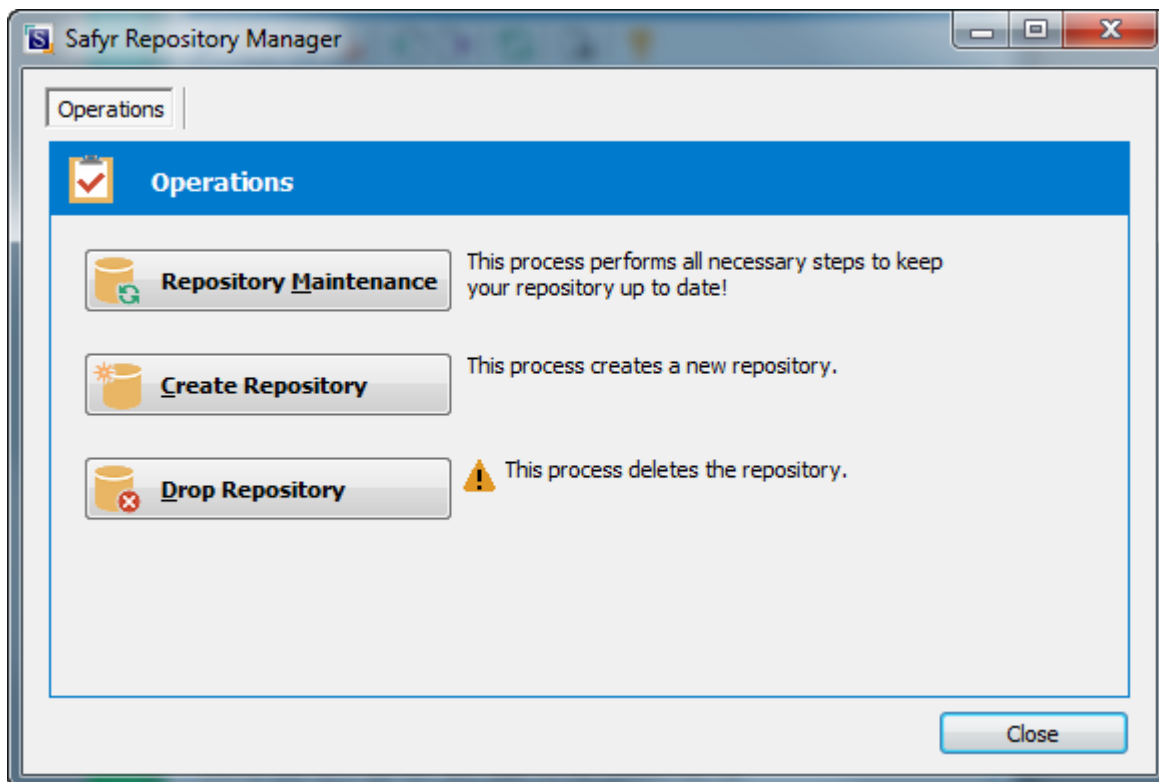 Safyr Repository Manager
Operations
Operations
Repository Maintenance
This process performs all necessary steps to keep
your repository up to date!
Create Repository
This process creates a new repository.
Drop Repository
This process deletes the repository.
Close